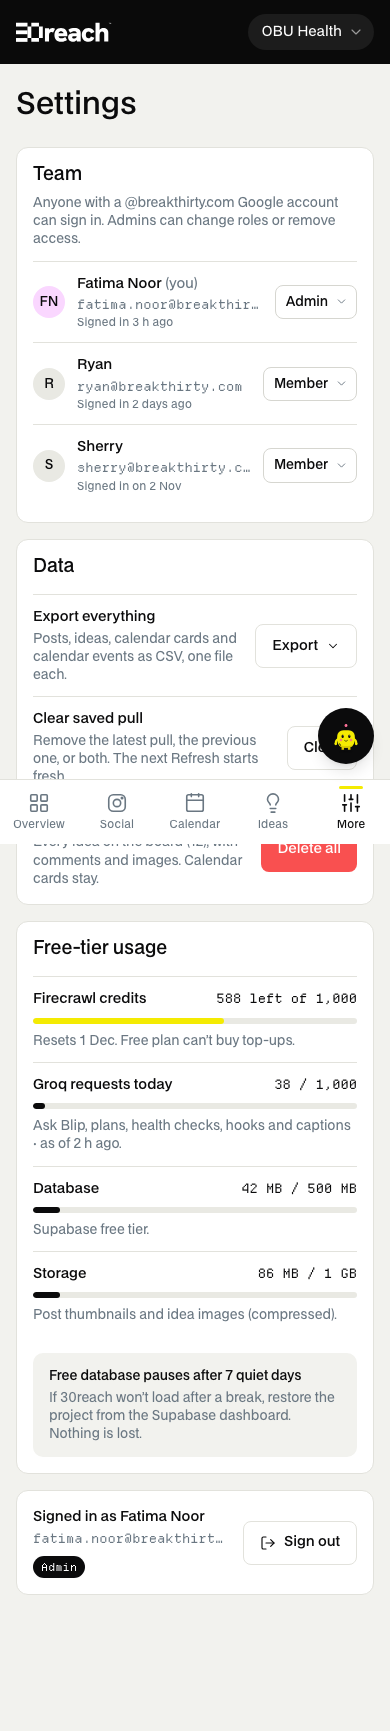 30reach
OBU Health
Settings
Team
Anyone with a @breakthirty.com Google account
can sign in. Admins can change roles or remove
access.
FN
Fatima Noor (you)
fatima.noor@breakthir…
Signed in 3 h ago
Admin
R
Ryan
ryan@breakthirty.com
Signed in 2 days ago
Member
S
Sherry
sherry@breakthirty.c…
Signed in on 2 Nov
Member
Data
Export everything
Posts, ideas, calendar cards and
calendar events as CSV, one file
each.
Export
Clear saved pull
Remove the latest pull, the previous
one, or both. The next Refresh starts
fresh
Overview
Social
Calendar
Ideas
More
Every idea on the board (12), with
comments and images. Calendar
cards stay.
Delete all
Free-tier usage
Firecrawl credits
588 left of 1,000
Resets 1 Dec. Free plan can't buy top-ups.
Groq requests today
38 / 1,000
Ask Blip, plans, health checks, hooks and captions
· as of 2 h ago.
Database
42 MB / 500 MB
Supabase free tier.
Storage
86 MB / 1 GB
Post thumbnails and idea images (compressed).
Free database pauses after 7 quiet days
If 30reach won't load after a break, restore the
project from the Supabase dashboard.
Nothing is lost.
Signed in as Fatima Noor
fatima.noor@breakthirt…
Admin
Sign out